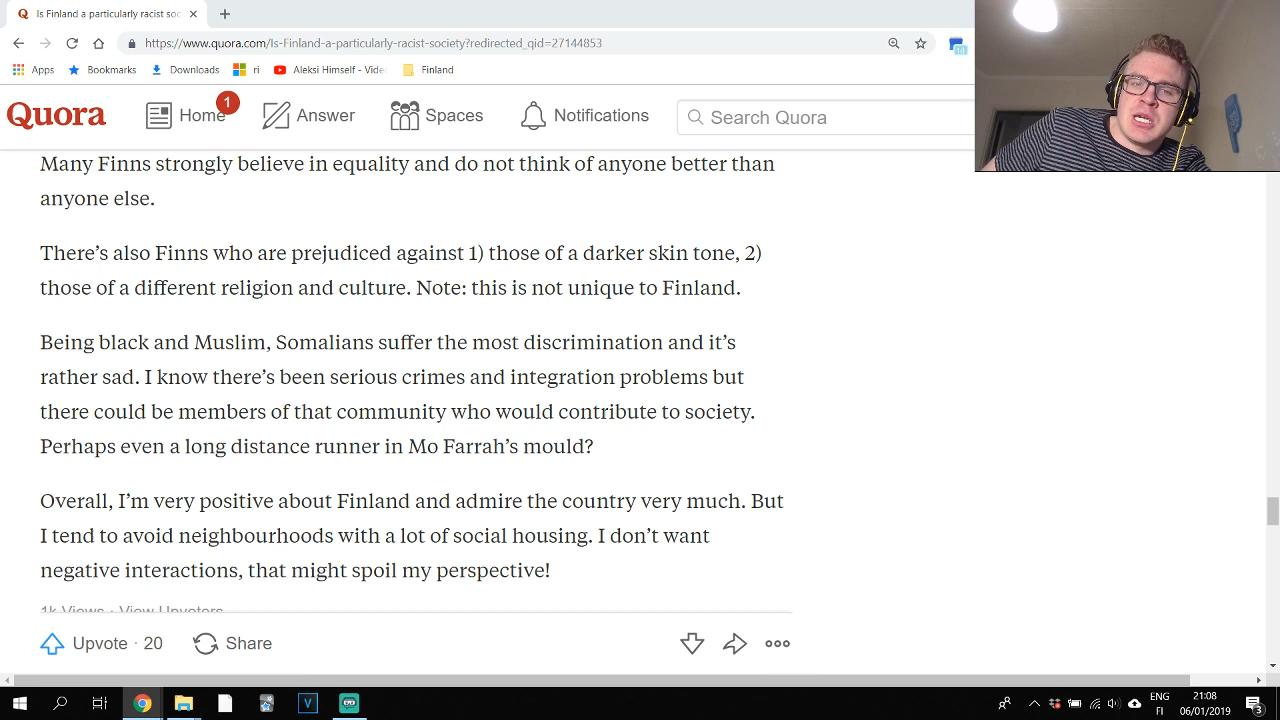 Is Finland a particularly racist soc
https://www.quora.com/Is-Finland-a-particularly-racist-society?redirected_qid=27144853
Apps Bookmarks Downloads ri Aleksi Himself - Vide Finland
Quora Home 1 Answer Spaces Notifications Search Quora
Many Finns strongly believe in equality and do not think of anyone better than
anyone else.
There’s also Finns who are prejudiced against 1) those of a darker skin tone, 2)
those of a different religion and culture. Note: this is not unique to Finland.
Being black and Muslim, Somalians suffer the most discrimination and it’s
rather sad. I know there’s been serious crimes and integration problems but
there could be members of that community who would contribute to society.
Perhaps even a long distance runner in Mo Farrah’s mould?
Overall, I’m very positive about Finland and admire the country very much. But
I tend to avoid neighbourhoods with a lot of social housing. I don’t want
negative interactions, that might spoil my perspective!
1k Views · View Upvoters
Upvote · 20 Share
ENG 21:08
FI 06/01/2019 3